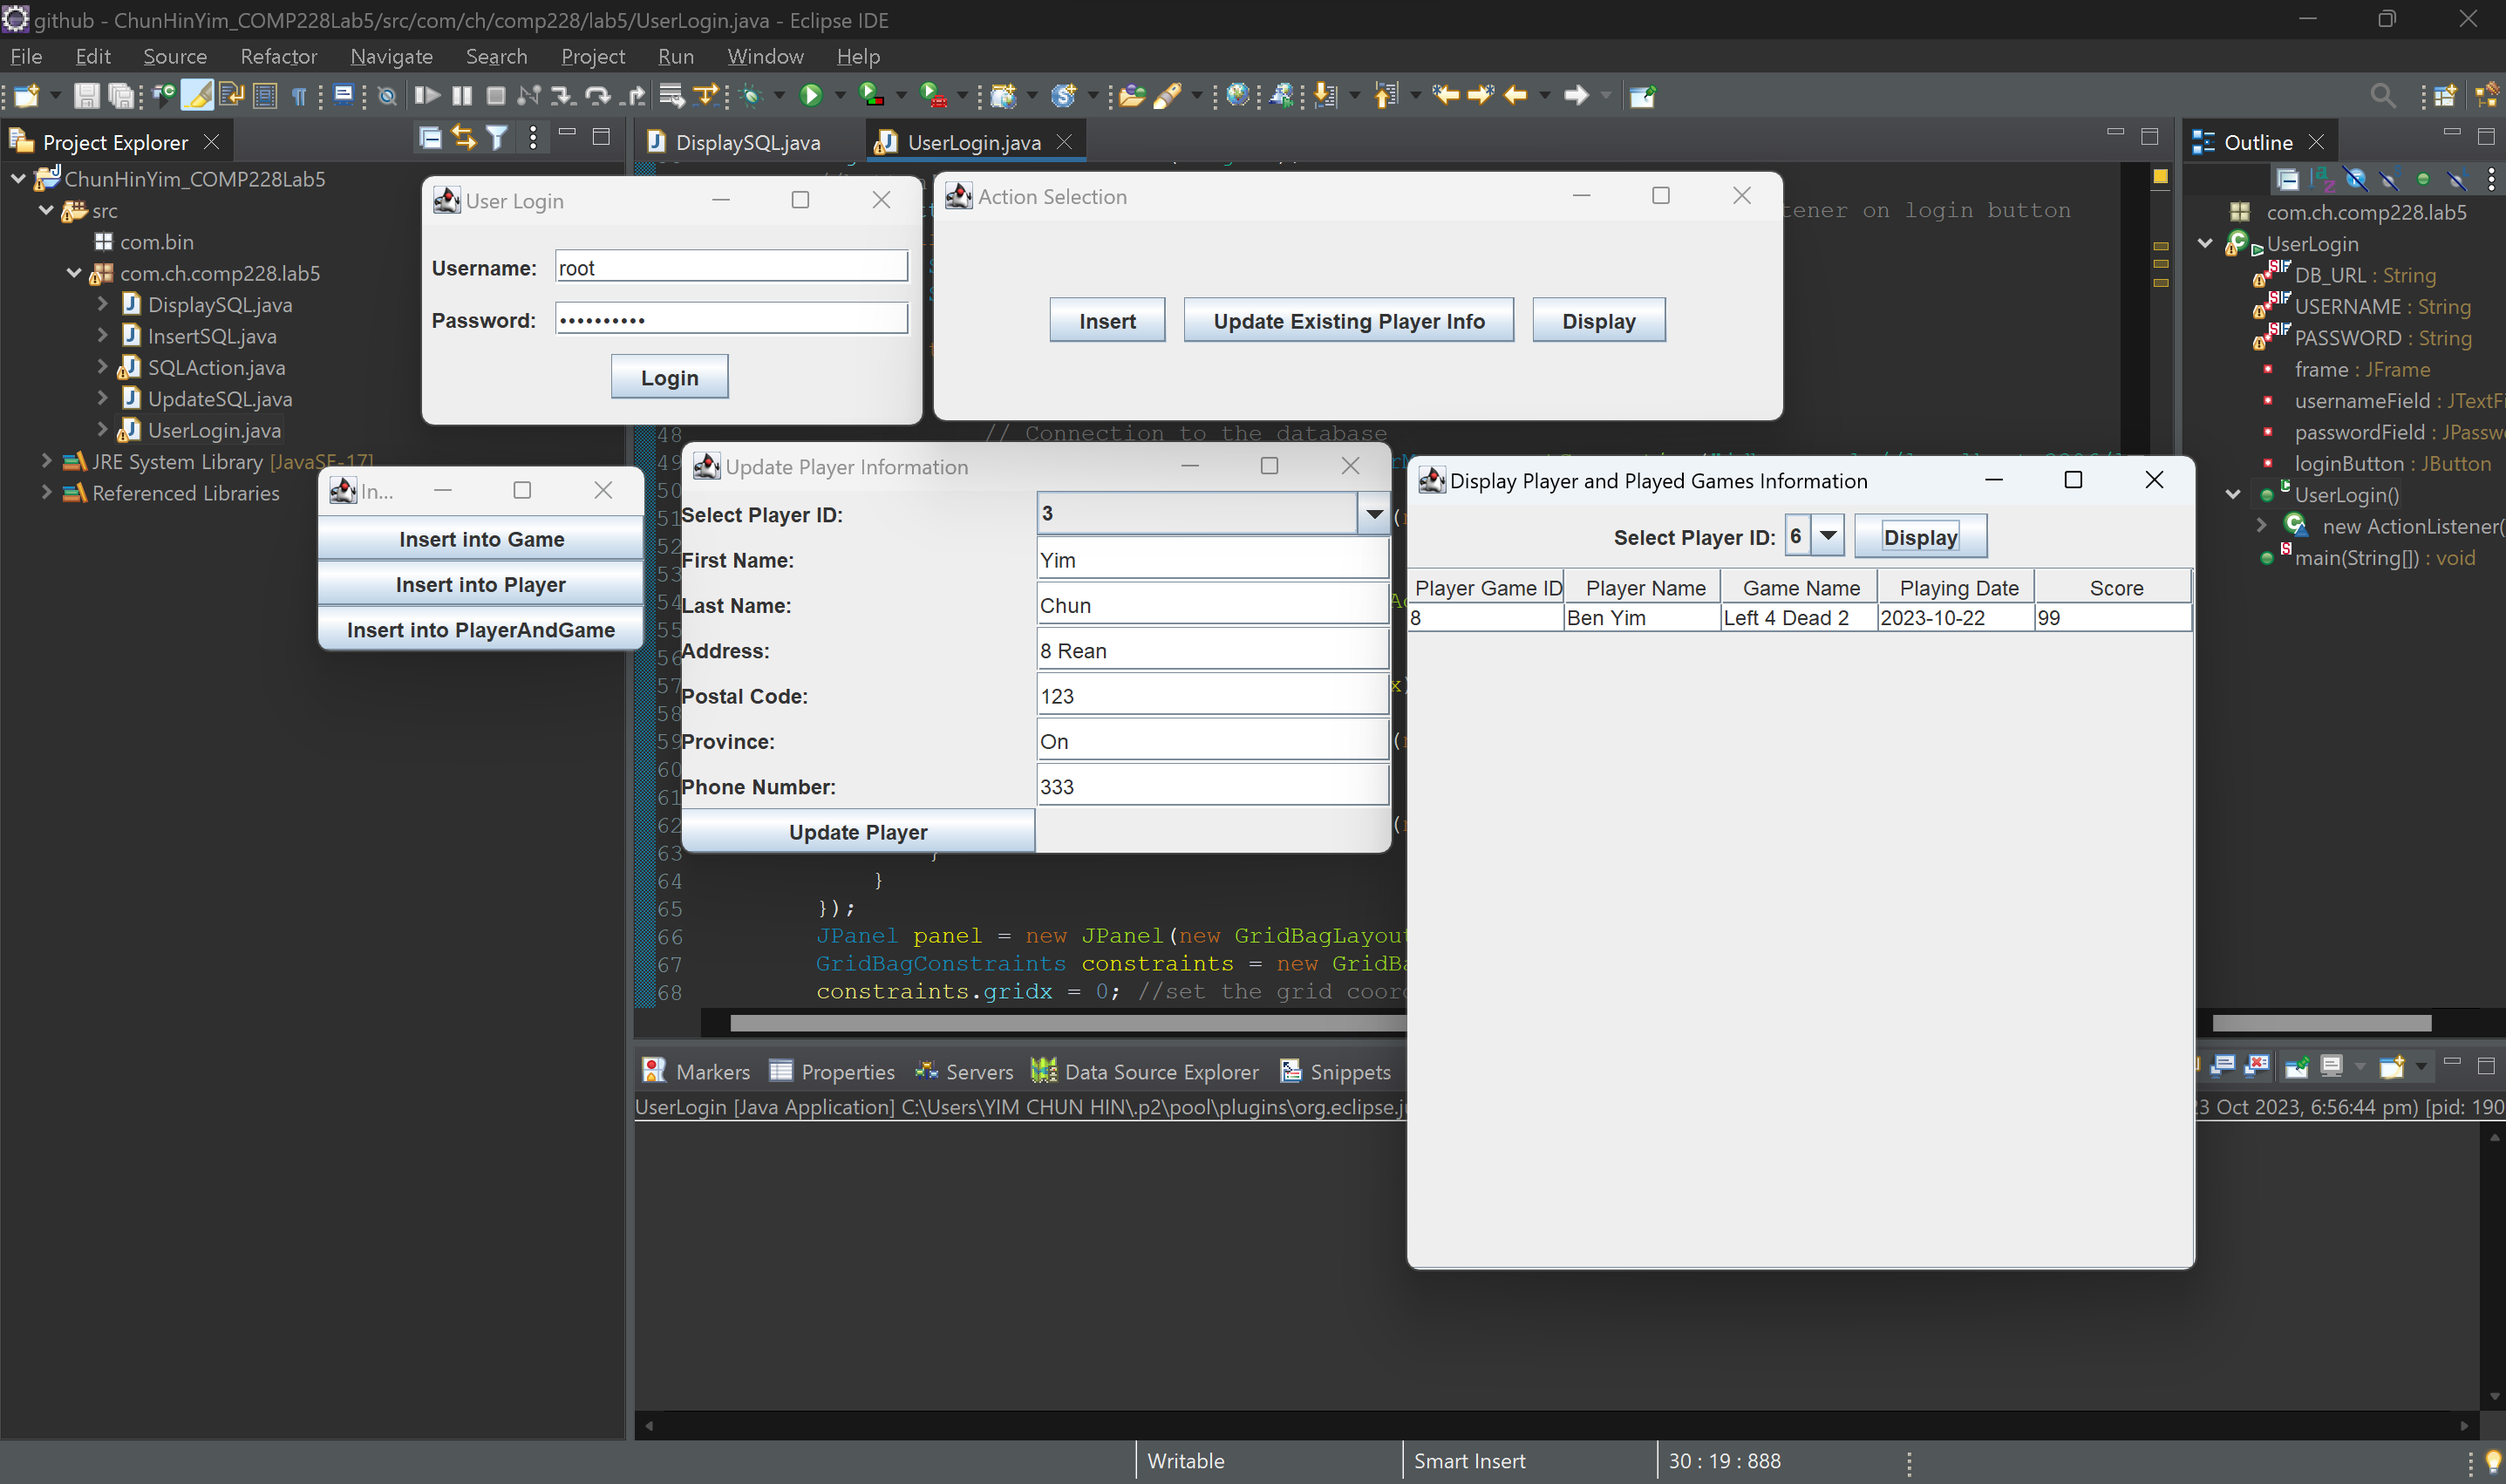 github - ChunHinYim_COMP228Lab5/src/com/ch/comp228/lab5/UserLogin.java - Eclipse IDE
File Edit Source Refactor Navigate Search Project Run Window Help
Project Explorer
ChunHinYim_COMP228Lab5
src
com.bin
com.ch.comp228.lab5
DisplaySQL.java
InsertSQL.java
SQLAction.java
UpdateSQL.java
UserLogin.java
JRE System Library [JavaSE-17]
Referenced Libraries
DisplaySQL.java UserLogin.java
User Login
Username: root
Password: ••••••••••
Login
Action Selection
Insert Update Existing Player Info Display
tener on login button
In...
Insert into Game
Insert into Player
Insert into PlayerAndGame
48 // Connection to the database
49
50
51
52
53
54
55
56
57
58
59
60
61
62
63 }
64 }
65 });
66 JPanel panel = new JPanel(new GridBagLayout
67 GridBagConstraints constraints = new GridBa
68 constraints.gridx = 0; //set the grid coor
Update Player Information
Select Player ID: 3
First Name: Yim
Last Name: Chun
Address: 8 Rean
Postal Code: 123
Province: On
Phone Number: 333
Update Player
Display Player and Played Games Information
Select Player ID: 6 Display
Player Game ID Player Name Game Name Playing Date Score
8 Ben Yim Left 4 Dead 2 2023-10-22 99
Outline
com.ch.comp228.lab5
UserLogin
DB_URL : String
USERNAME : String
PASSWORD : String
frame : JFrame
usernameField : JTextFi
passwordField : JPassw
loginButton : JButton
UserLogin()
new ActionListener(
main(String[]) : void
Markers Properties Servers Data Source Explorer Snippets
UserLogin [Java Application] C:\Users\YIM CHUN HIN\.p2\pool\plugins\org.eclipse.ju
3 Oct 2023, 6:56:44 pm) [pid: 190
Writable Smart Insert 30 : 19 : 888